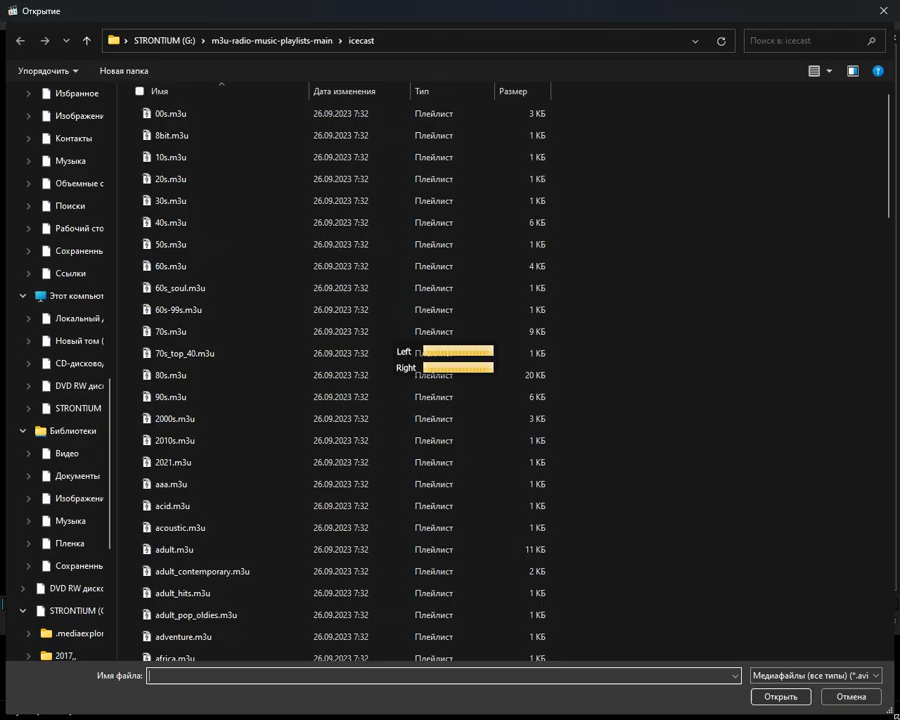 Открытие
STRONTIUM (G:) > m3u-radio-music-playlists-main > icecast
Поиск в: icecast
Упорядочить
Новая папка
Имя
Дата изменения
Тип
Размер
Избранное
Изображени
Контакты
Музыка
Объемные с
Поиски
Рабочий сто
Сохраненны
Ссылки
Этот компьют
Локальный д
Новый том (
CD-дисково,
DVD RW дис
STRONTIUM
Библиотеки
Видео
Документы
Изображени
Музыка
Пленка
Сохраненны
DVD RW диско
STRONTIUM (G
.mediaexplor
2017,,
00s.m3u 26.09.2023 7:32 Плейлист 3 КБ
8bit.m3u 26.09.2023 7:32 Плейлист 1 КБ
10s.m3u 26.09.2023 7:32 Плейлист 1 КБ
20s.m3u 26.09.2023 7:32 Плейлист 1 КБ
30s.m3u 26.09.2023 7:32 Плейлист 1 КБ
40s.m3u 26.09.2023 7:32 Плейлист 6 КБ
50s.m3u 26.09.2023 7:32 Плейлист 1 КБ
60s.m3u 26.09.2023 7:32 Плейлист 4 КБ
60s_soul.m3u 26.09.2023 7:32 Плейлист 1 КБ
60s-99s.m3u 26.09.2023 7:32 Плейлист 1 КБ
70s.m3u 26.09.2023 7:32 Плейлист 9 КБ
70s_top_40.m3u 26.09.2023 7:32 1 КБ
80s.m3u 26.09.2023 7:32 Плейлист 20 КБ
90s.m3u 26.09.2023 7:32 Плейлист 6 КБ
2000s.m3u 26.09.2023 7:32 Плейлист 3 КБ
2010s.m3u 26.09.2023 7:32 Плейлист 1 КБ
2021.m3u 26.09.2023 7:32 Плейлист 1 КБ
aaa.m3u 26.09.2023 7:32 Плейлист 1 КБ
acid.m3u 26.09.2023 7:32 Плейлист 1 КБ
acoustic.m3u 26.09.2023 7:32 Плейлист 1 КБ
adult.m3u 26.09.2023 7:32 Плейлист 11 КБ
adult_contemporary.m3u 26.09.2023 7:32 Плейлист 2 КБ
adult_hits.m3u 26.09.2023 7:32 Плейлист 1 КБ
adult_pop_oldies.m3u 26.09.2023 7:32 Плейлист 1 КБ
adventure.m3u 26.09.2023 7:32 Плейлист 1 КБ
africa.m3u 26.09.2023 7:32 Плейлист 1 КБ
Left
Right
Имя файла:
Медиафайлы (все типы) (*.avi
Открыть
Отмена